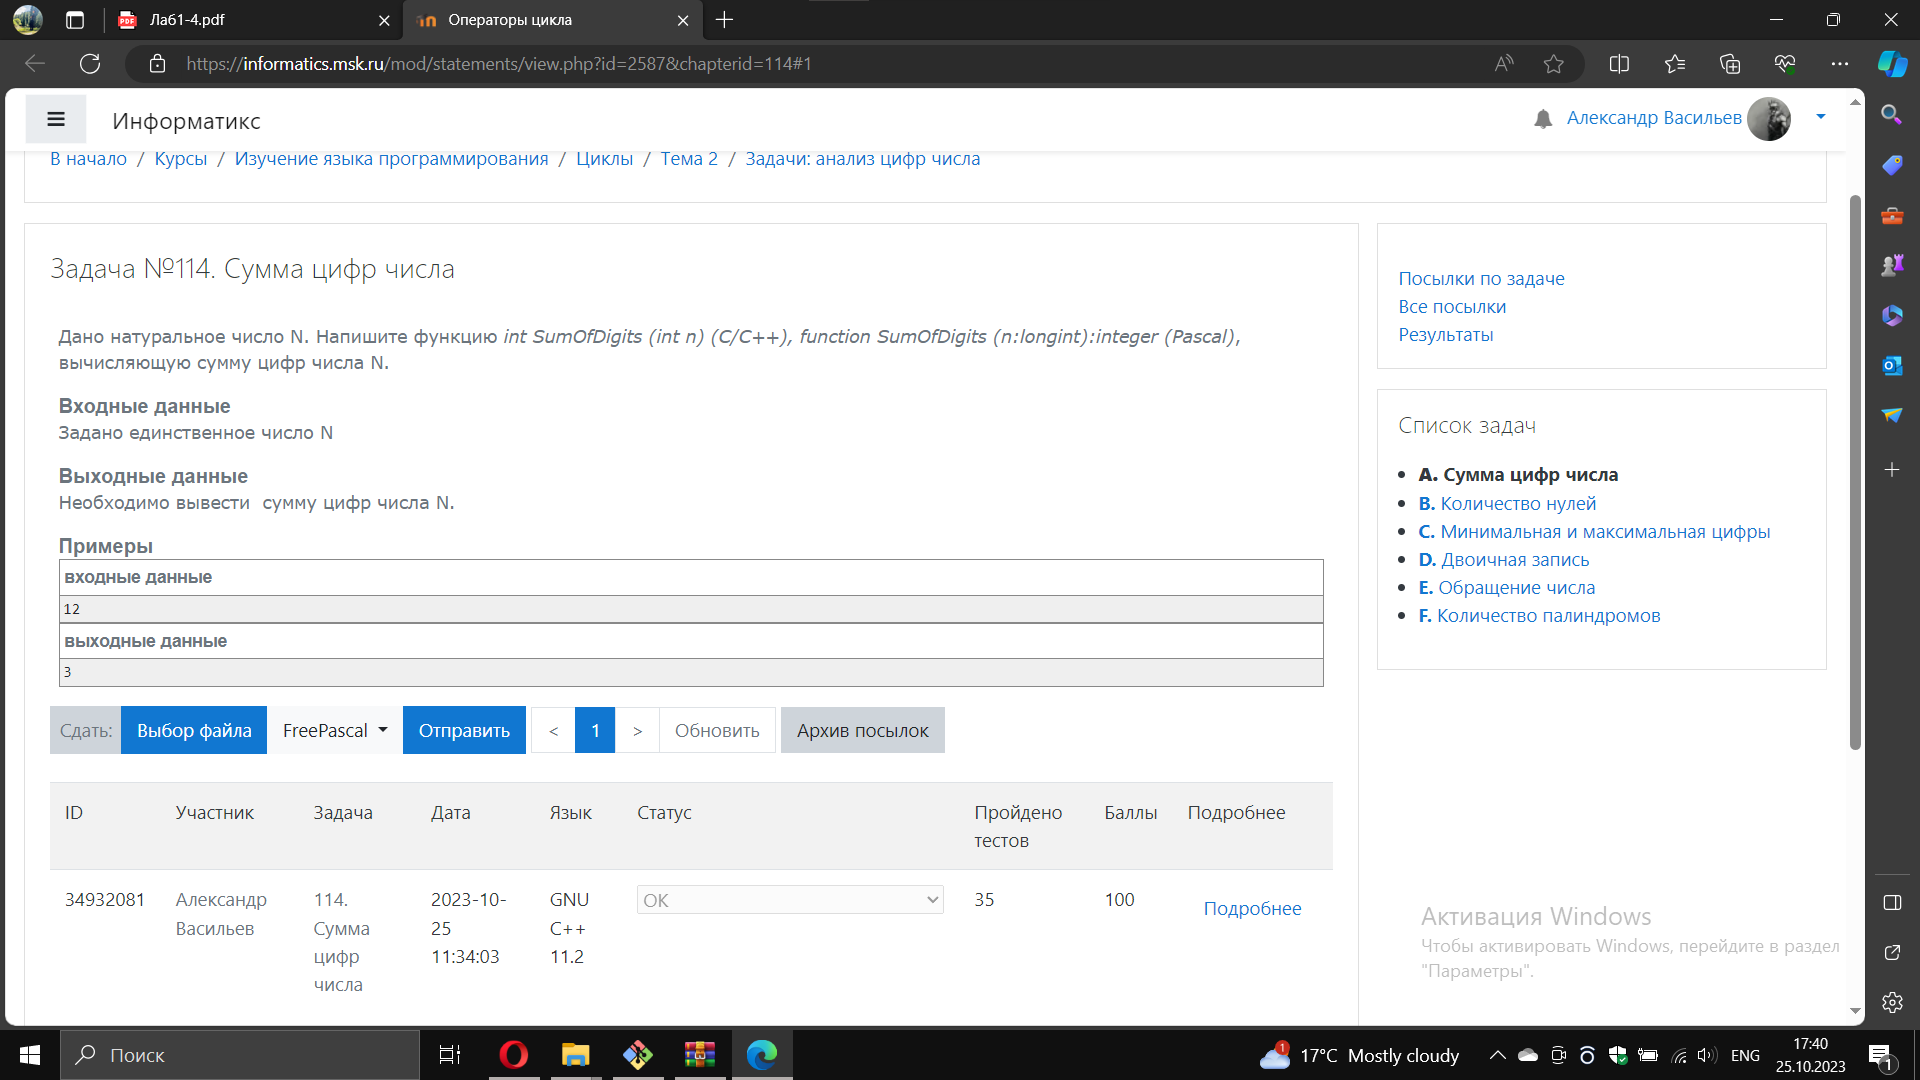 Ла61-4.pdf
Операторы цикла
https://informatics.msk.ru/mod/statements/view.php?id=2587&chapterid=114#1
Информатикс
Александр Васильев
В начало / Курсы / Изучение языка программирования / Циклы / Тема 2 / Задачи: анализ цифр числа
Задача №114. Сумма цифр числа
Дано натуральное число N. Напишите функцию int SumOfDigits (int n) (C/C++), function SumOfDigits (n:longint):integer (Pascal),
вычисляющую сумму цифр числа N.
Входные данные
Задано единственное число N
Выходные данные
Необходимо вывести сумму цифр числа N.
Примеры
входные данные
12
выходные данные
3
Сдать: Выбор файла FreePascal Отправить < 1 > Обновить Архив посылок
ID Участник Задача Дата Язык Статус Пройдено тестов Баллы Подробнее
34932081 Александр Васильев 114. Сумма цифр числа 2023-10-25 11:34:03 GNU C++ 11.2 OK 35 100 Подробнее
Посылки по задаче
Все посылки
Результаты
Список задач
A. Сумма цифр числа
B. Количество нулей
C. Минимальная и максимальная цифры
D. Двоичная запись
E. Обращение числа
F. Количество палиндромов
Активация Windows
Чтобы активировать Windows, перейдите в раздел
"Параметры".
Поиск
1
17°C Mostly cloudy
ENG
17:40
25.10.2023
1